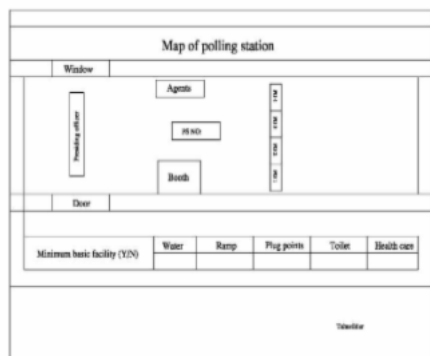 Map of polling station
Window
Agents
Presiding officer
PS NO
Booth
Door
Minimum basic facility (Y/N)
Water
Ramp
Plug points
Toilet
Health care